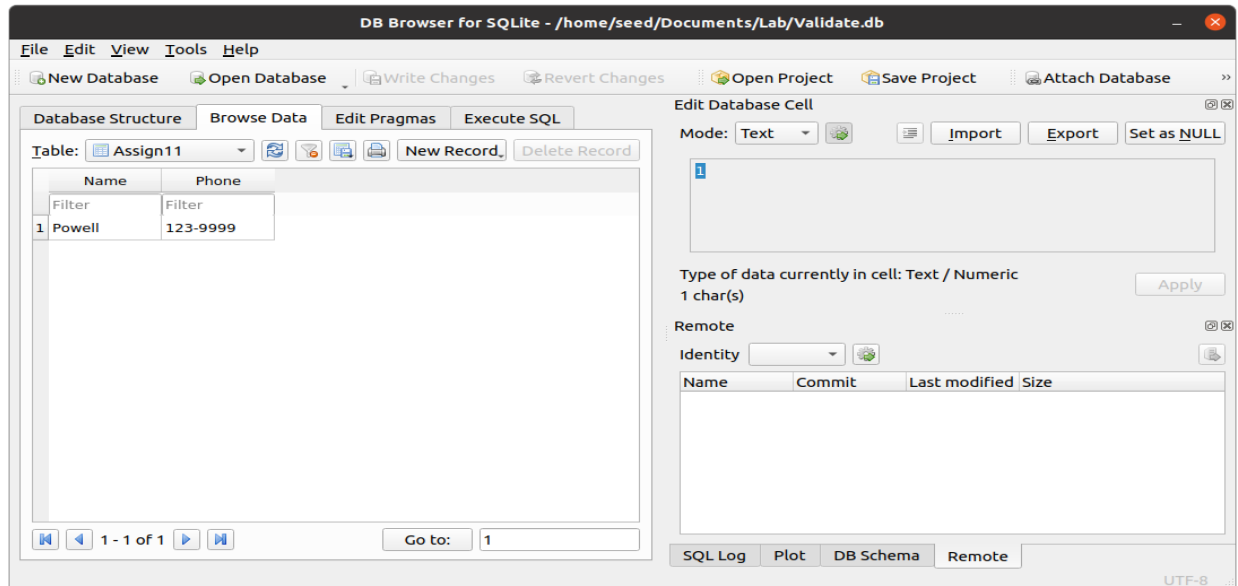 DB Browser for SQLite - /home/seed/Documents/Lab/Validate.db
File Edit View Tools Help
New Database Open Database Write Changes Revert Changes Open Project Save Project Attach Database »
Database Structure Browse Data Edit Pragmas Execute SQL
Table: Assign11 New Record Delete Record
Name Phone
Filter Filter
1 Powell 123-9999
1 - 1 of 1 Go to: 1
Edit Database Cell
Mode: Text Import Export Set as NULL
1
Type of data currently in cell: Text / Numeric
1 char(s)
Apply
Remote
Identity
Name Commit Last modified Size
SQL Log Plot DB Schema Remote
UTF-8